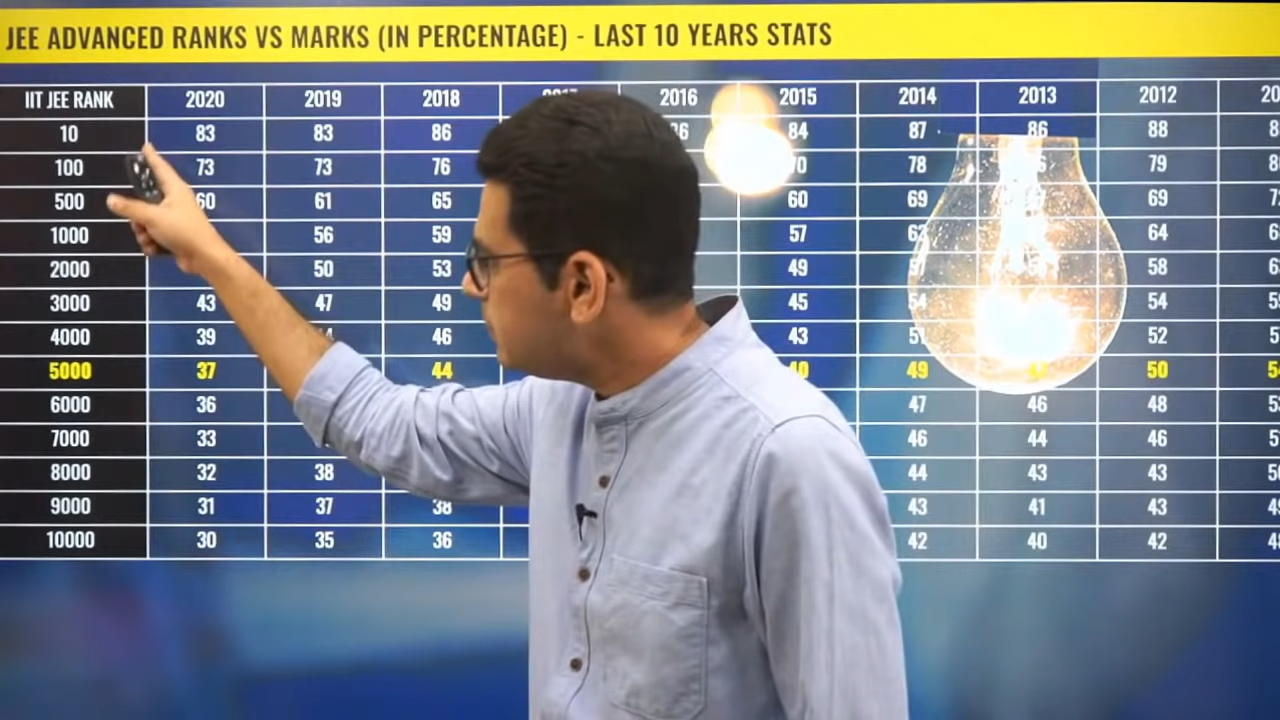 JEE ADVANCED RANKS VS MARKS (IN PERCENTAGE) - LAST 10 YEARS STATS
IIT JEE RANK 2020 2019 2018 2016 2015 2014 2013 2012
10 83 83 86 84 87 86 88
100 73 73 76 78 79
500 60 61 65 60 69 69
1000 56 59 57 64
2000 50 53 49 58
3000 43 47 49 45 54 54
4000 39 46 43 52
5000 37 44 49 50
6000 36 47 46 48
7000 33 46 44 46
8000 32 38 44 43 43
9000 31 37 38 43 41 43
10000 30 35 36 42 40 42